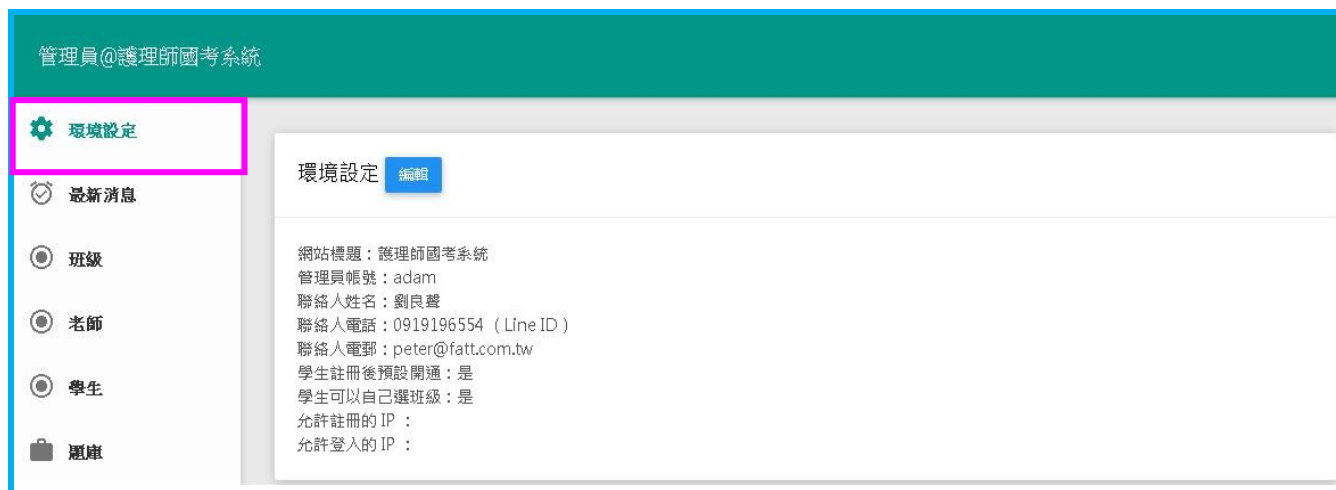 管理員@護理師國考系統
環境設定
最新消息
班級
老師
學生
題庫
環境設定 編輯
網站標題：護理師國考系統
管理員帳號：adam
聯絡人姓名：劉良聲
聯絡人電話：0919196554 ( Line ID )
聯絡人電郵：peter@fatt.com.tw
學生註冊後預設開通：是
學生可以自己選班級：是
允許註冊的 IP ：
允許登入的 IP ：